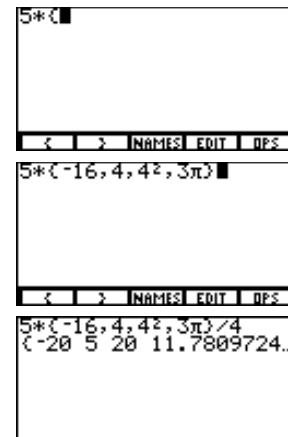 5*{
{ } NAMES EDIT OPS
5*{-16,4,4²,3π}
{ } NAMES EDIT OPS
5*{-16,4,4²,3π}/4
{-20 5 20 11.7809724…